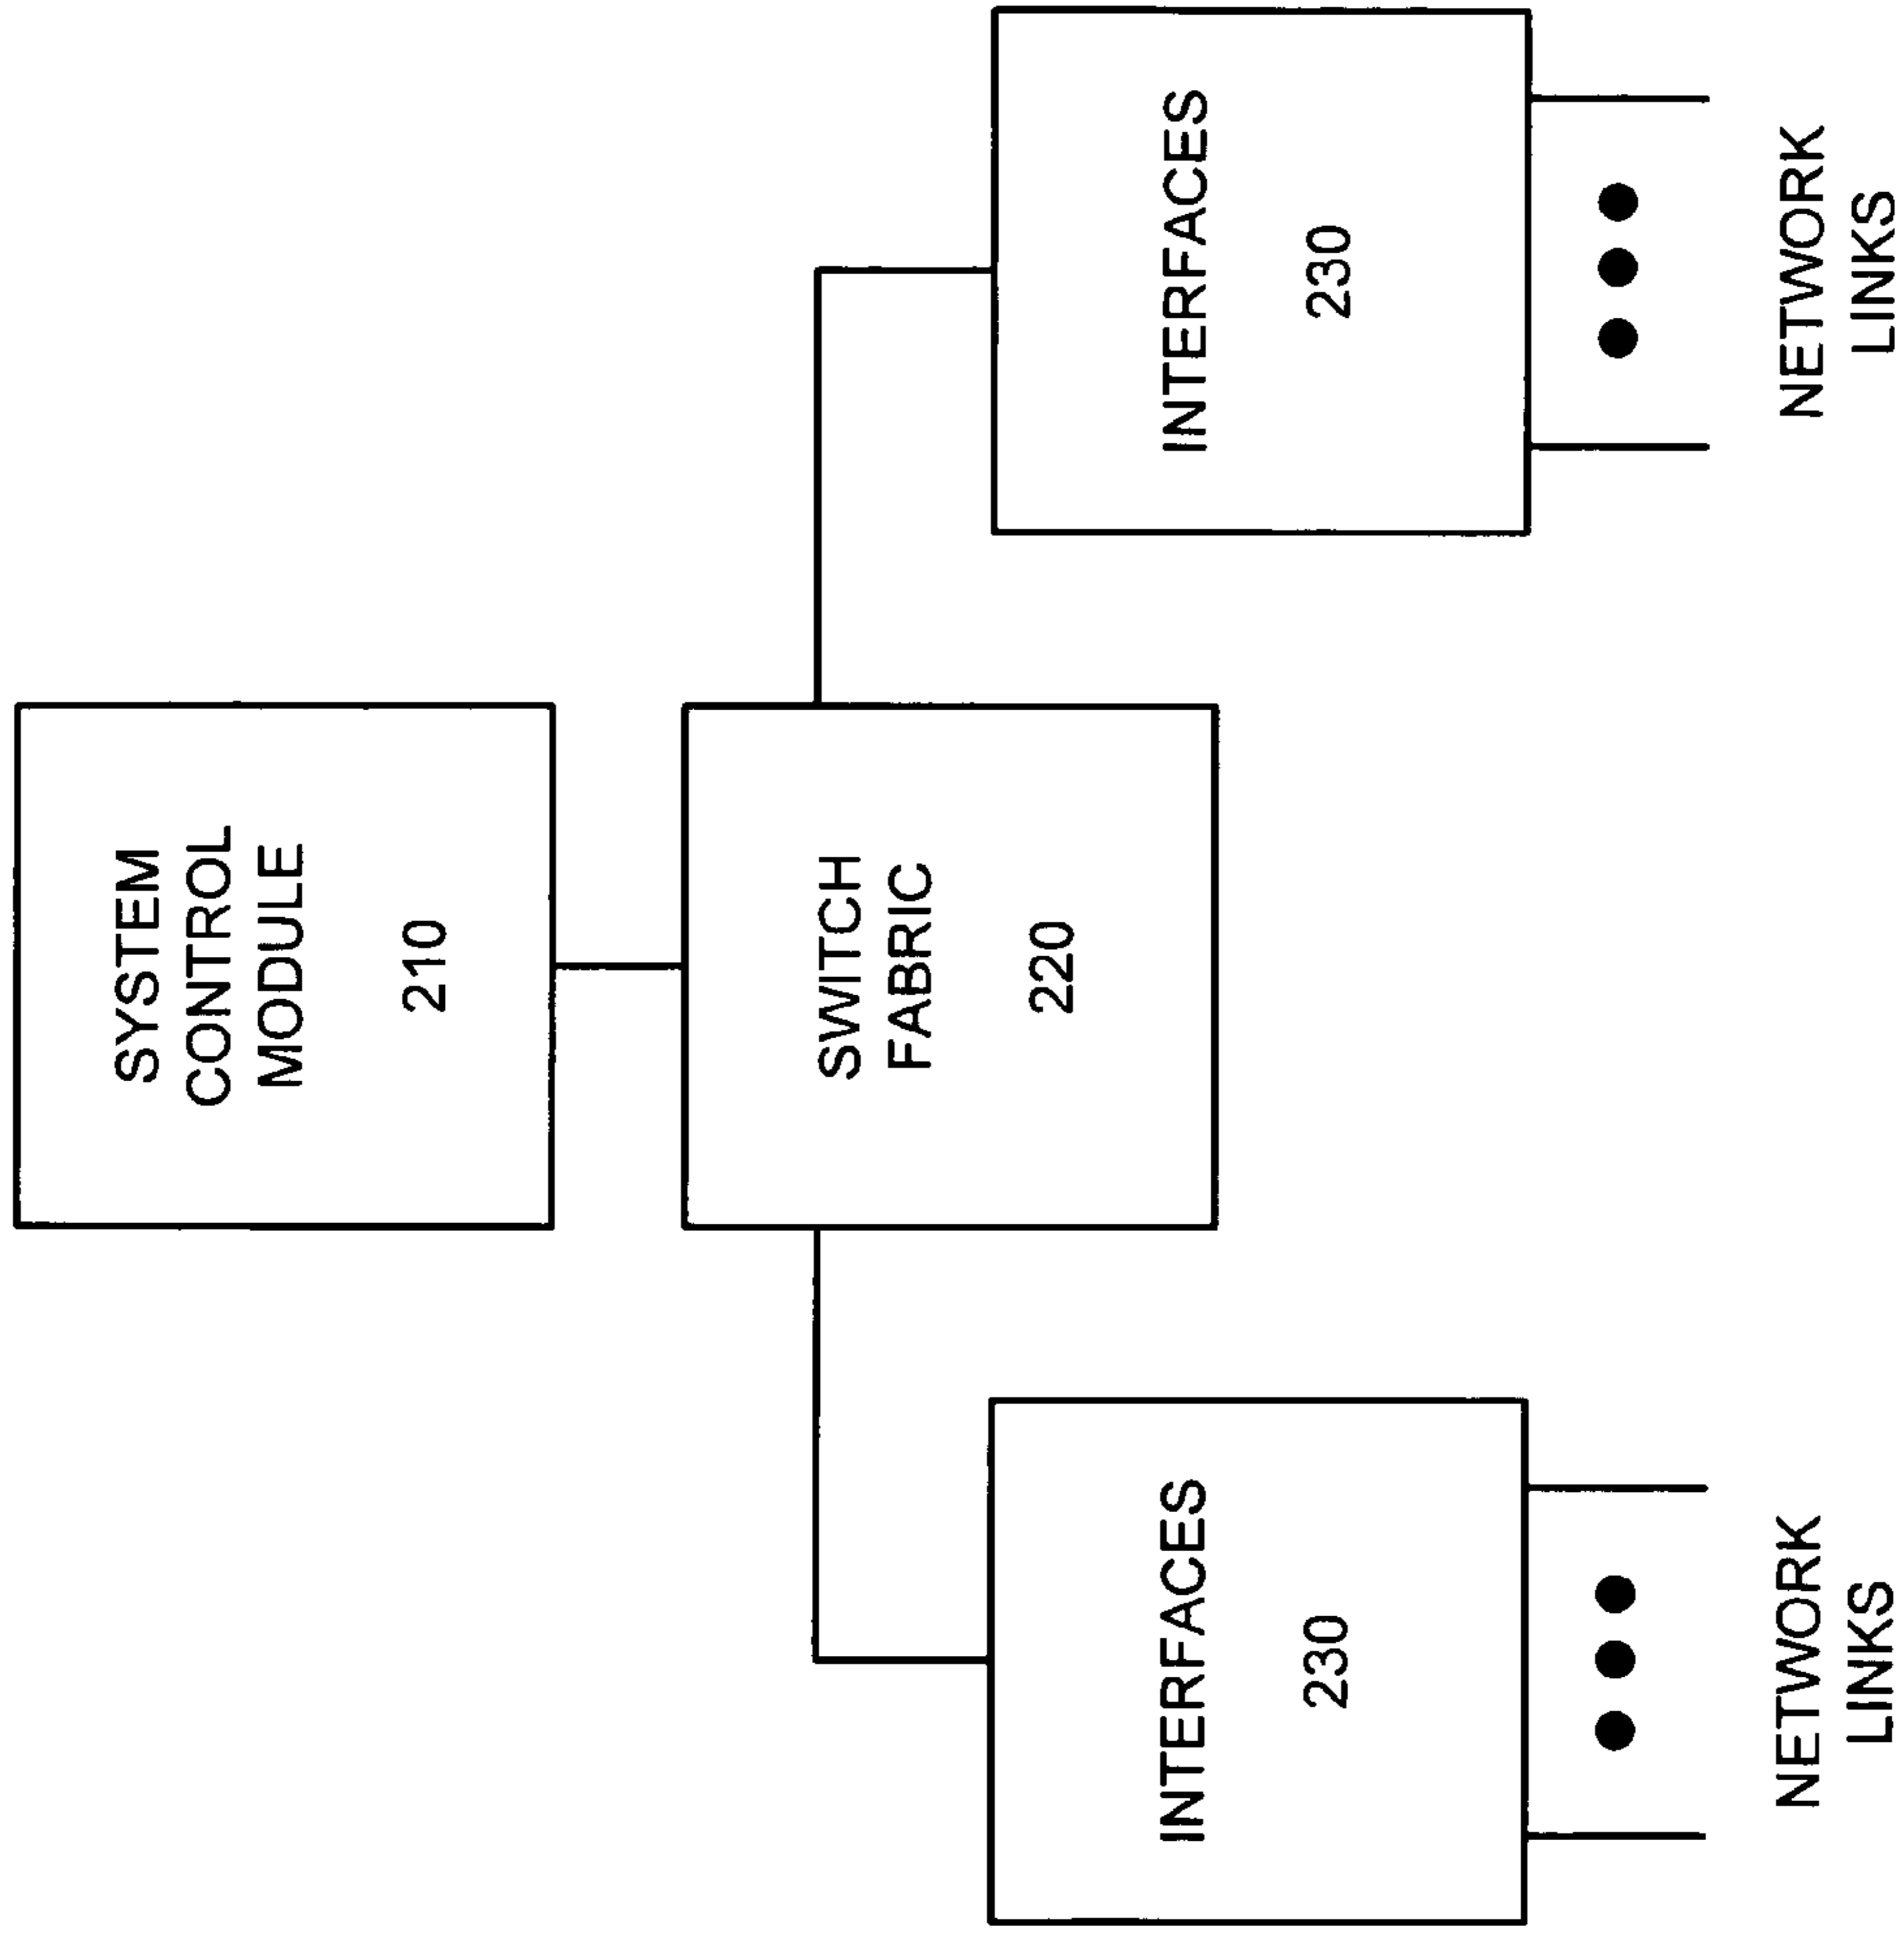 SYSTEM
CONTROL
MODULE
210
SWITCH
FABRIC
220
INTERFACES
230
INTERFACES
230
NETWORK
LINKS
NETWORK
LINKS